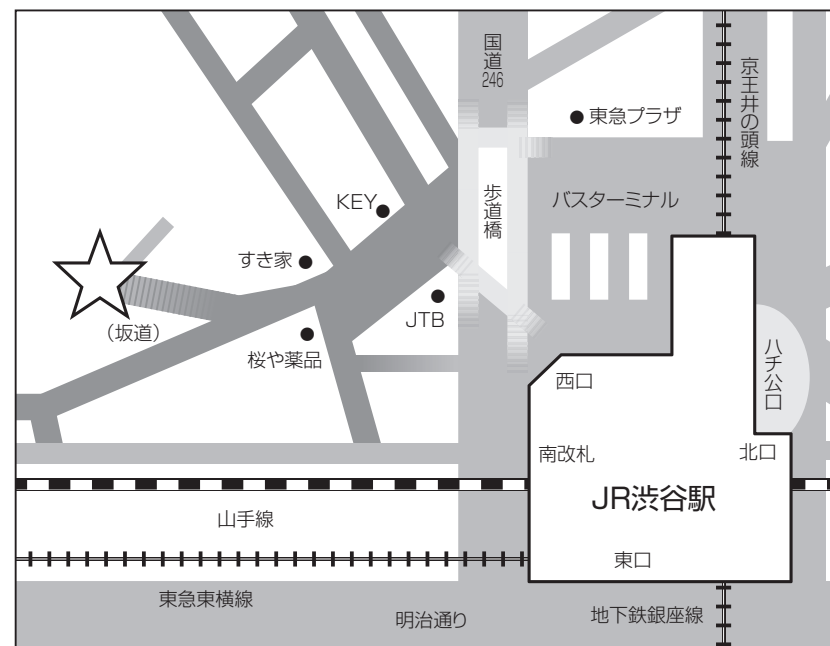 国道
246
京王井の頭線
東急プラザ
歩道橋
バスターミナル
KEY
すき家
JTB
(坂道)
桜や薬品
ハチ公口
西口
南改札
北口
JR渋谷駅
山手線
東口
東急東横線
明治通り
地下鉄銀座線